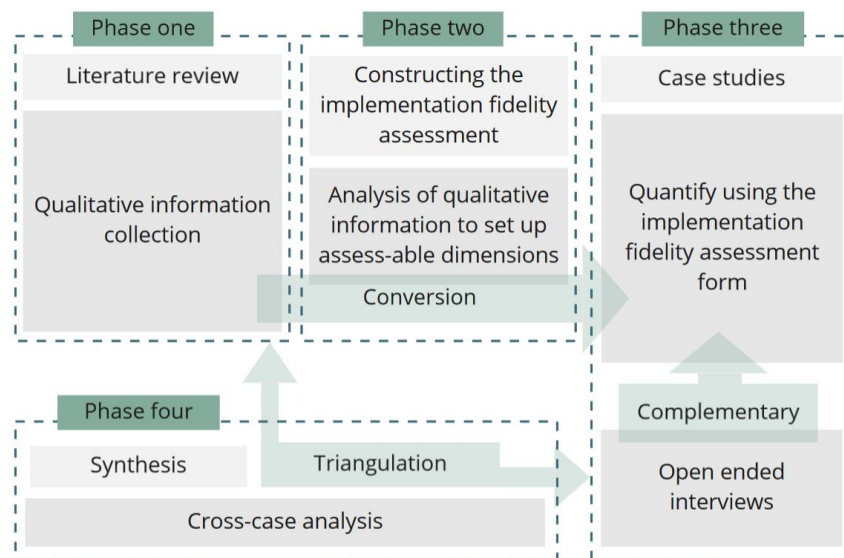 Phase one
Literature review
Qualitative information
collection
Phase two
Constructing the
implementation fidelity
assessment
Analysis of qualitative
information to set up
assess-able dimensions
Conversion
Phase three
Case studies
Quantify using the
implementation
fidelity assessment
form
Complementary
Open ended
interviews
Phase four
Synthesis
Triangulation
Cross-case analysis